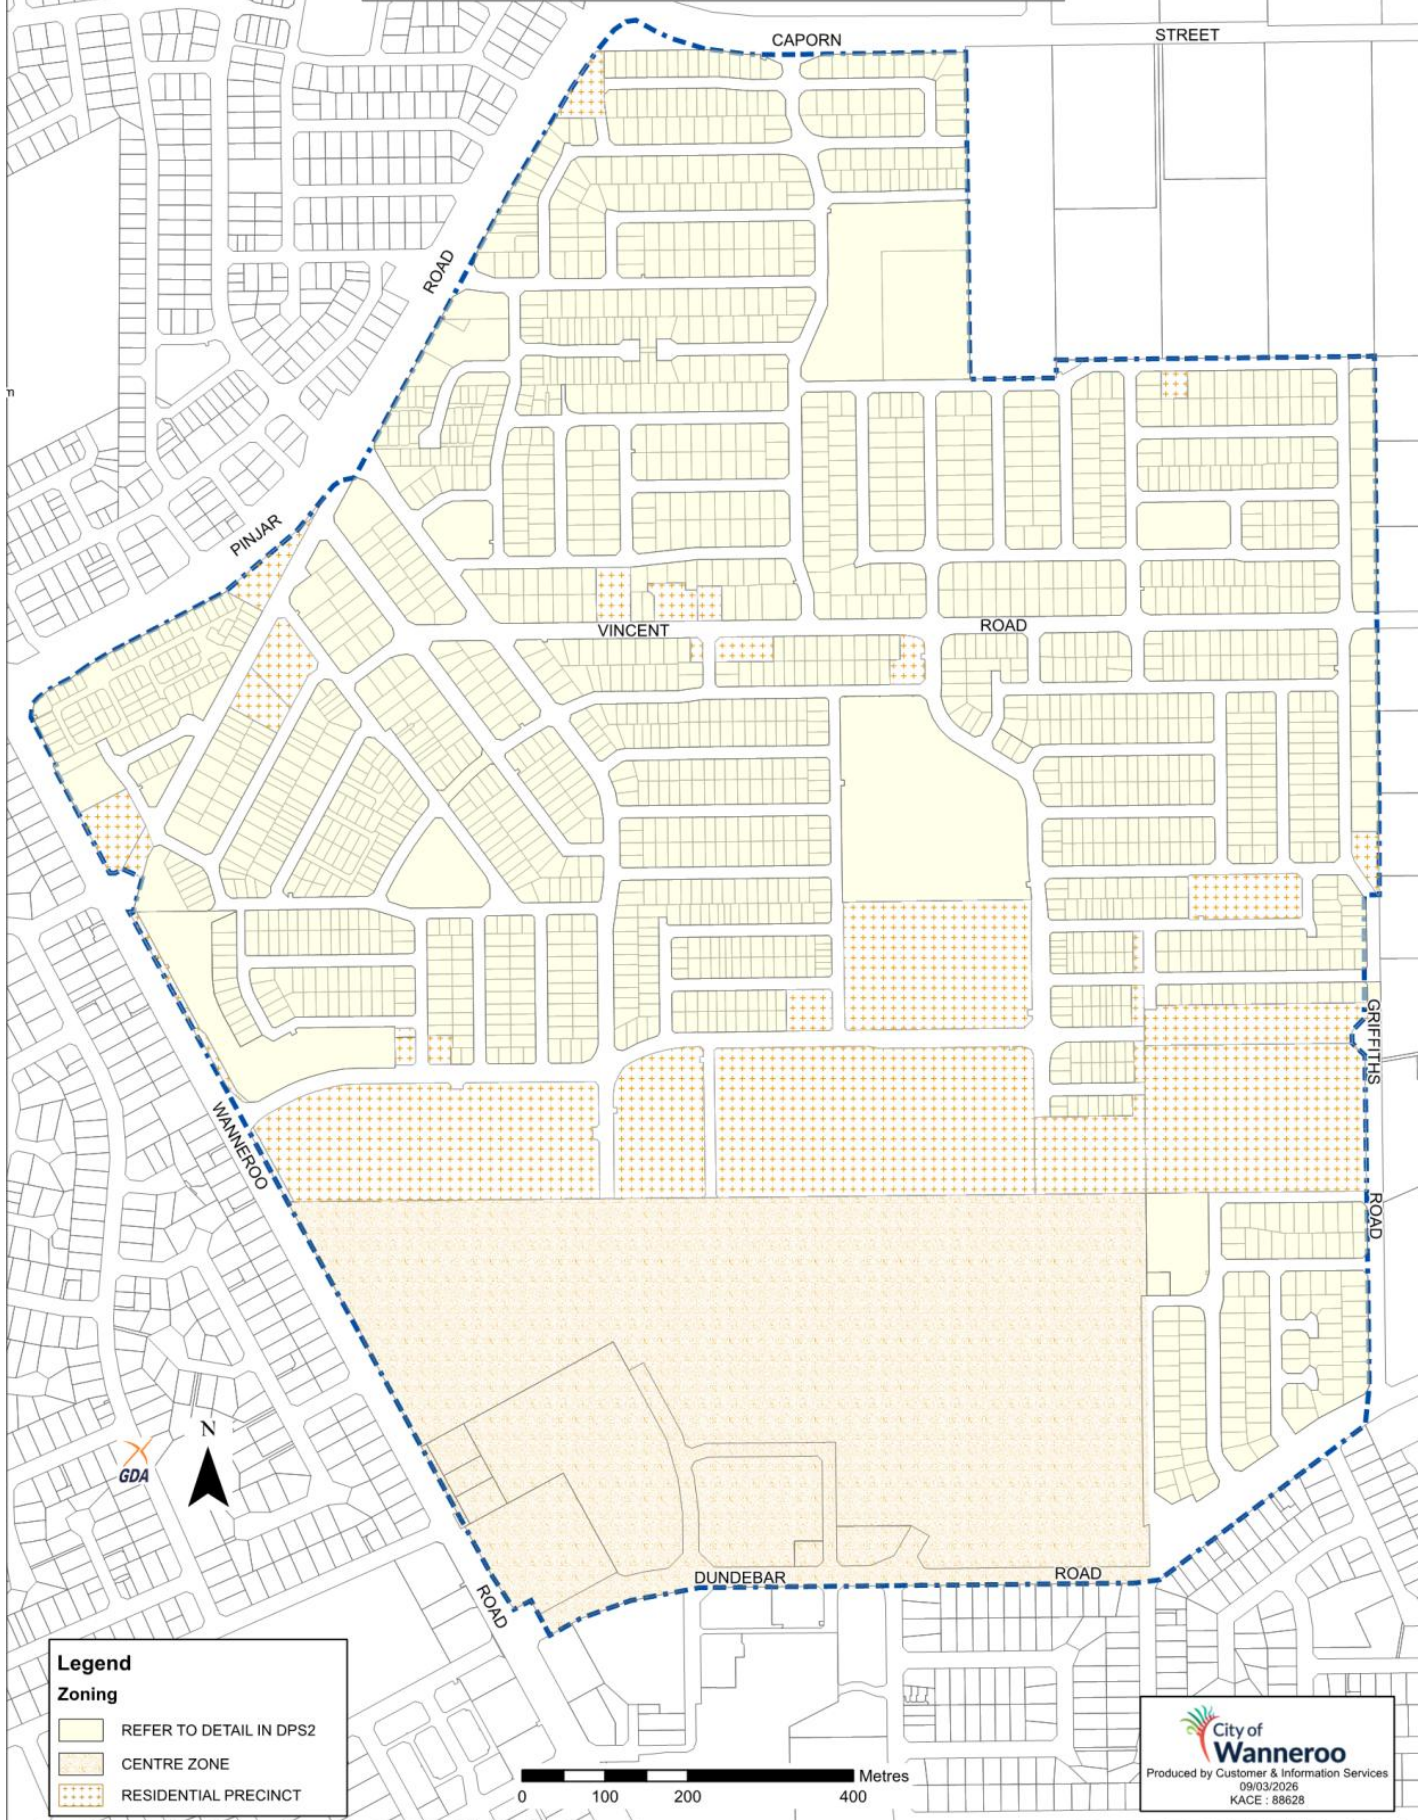 CAPORN
STREET
ROAD
PINJAR
VINCENT
ROAD
GRIFFITHS
ROAD
WANNEROO
ROAD
DUNDEBAR
ROAD
N
GDA
Legend
Zoning
REFER TO DETAIL IN DPS2
CENTRE ZONE
RESIDENTIAL PRECINCT
Metres
0 100 200 400
City of
Wanneroo
Produced by Customer & Information Services
09/03/2026
KACE : 88628